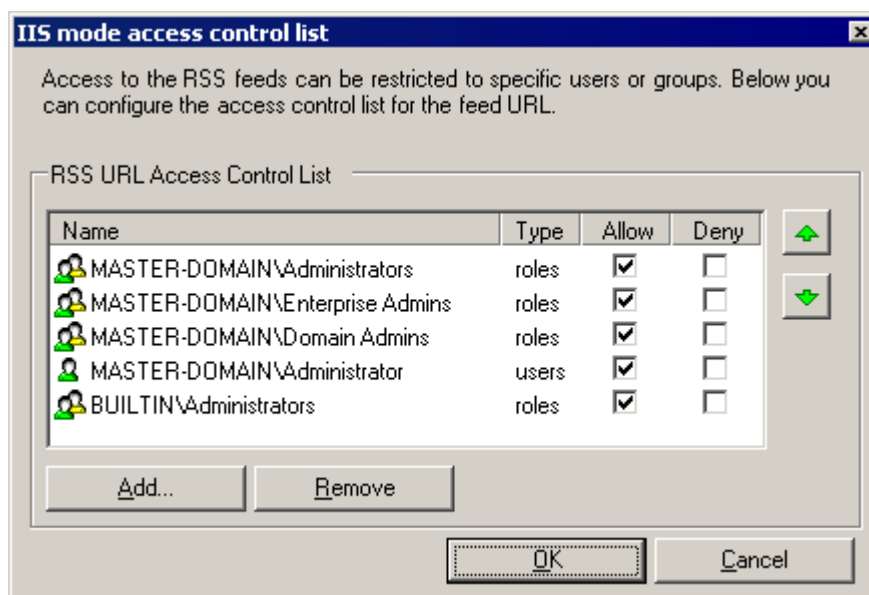 IIS mode access control list
Access to the RSS feeds can be restricted to specific users or groups. Below you
can configure the access control list for the feed URL.
RSS URL Access Control List
Name Type Allow Deny
MASTER-DOMAIN\Administrators roles
MASTER-DOMAIN\Enterprise Admins roles
MASTER-DOMAIN\Domain Admins roles
MASTER-DOMAIN\Administrator users
BUILTIN\Administrators roles
Add... Remove
OK Cancel